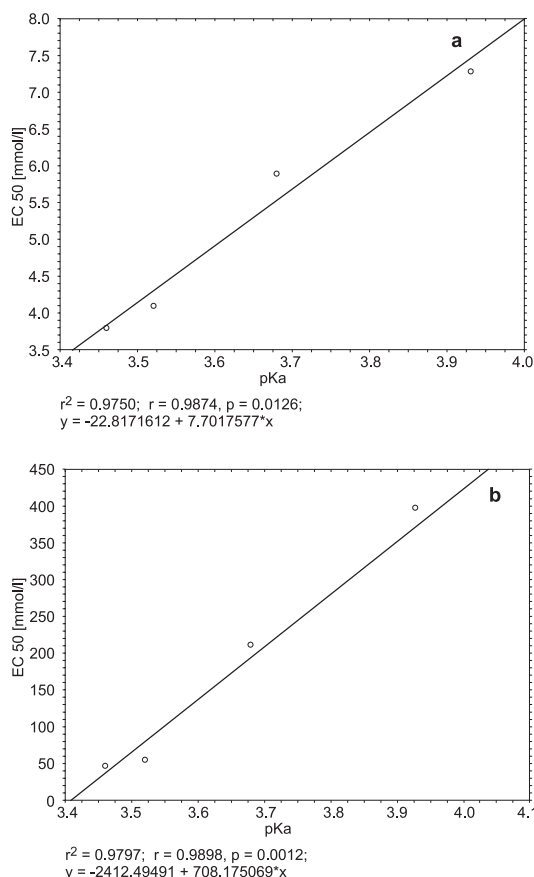 a
8.0
7.5
7.0
6.5
6.0
5.5
5.0
4.5
4.0
3.5
EC 50 [mmol/l]
3.4 3.5 3.6 3.7 3.8 3.9 4.0
pKa
r² = 0.9750; r = 0.9874, p = 0.0126;
y = -22.8171612 + 7.7017577*x
b
450
400
350
300
250
200
150
100
50
0
EC 50 [mmol/l]
3.4 3.5 3.6 3.7 3.8 3.9 4.0 4.1
pKa
r² = 0.9797; r = 0.9898, p = 0.0012;
y = -2412.49491 + 708.175069*x